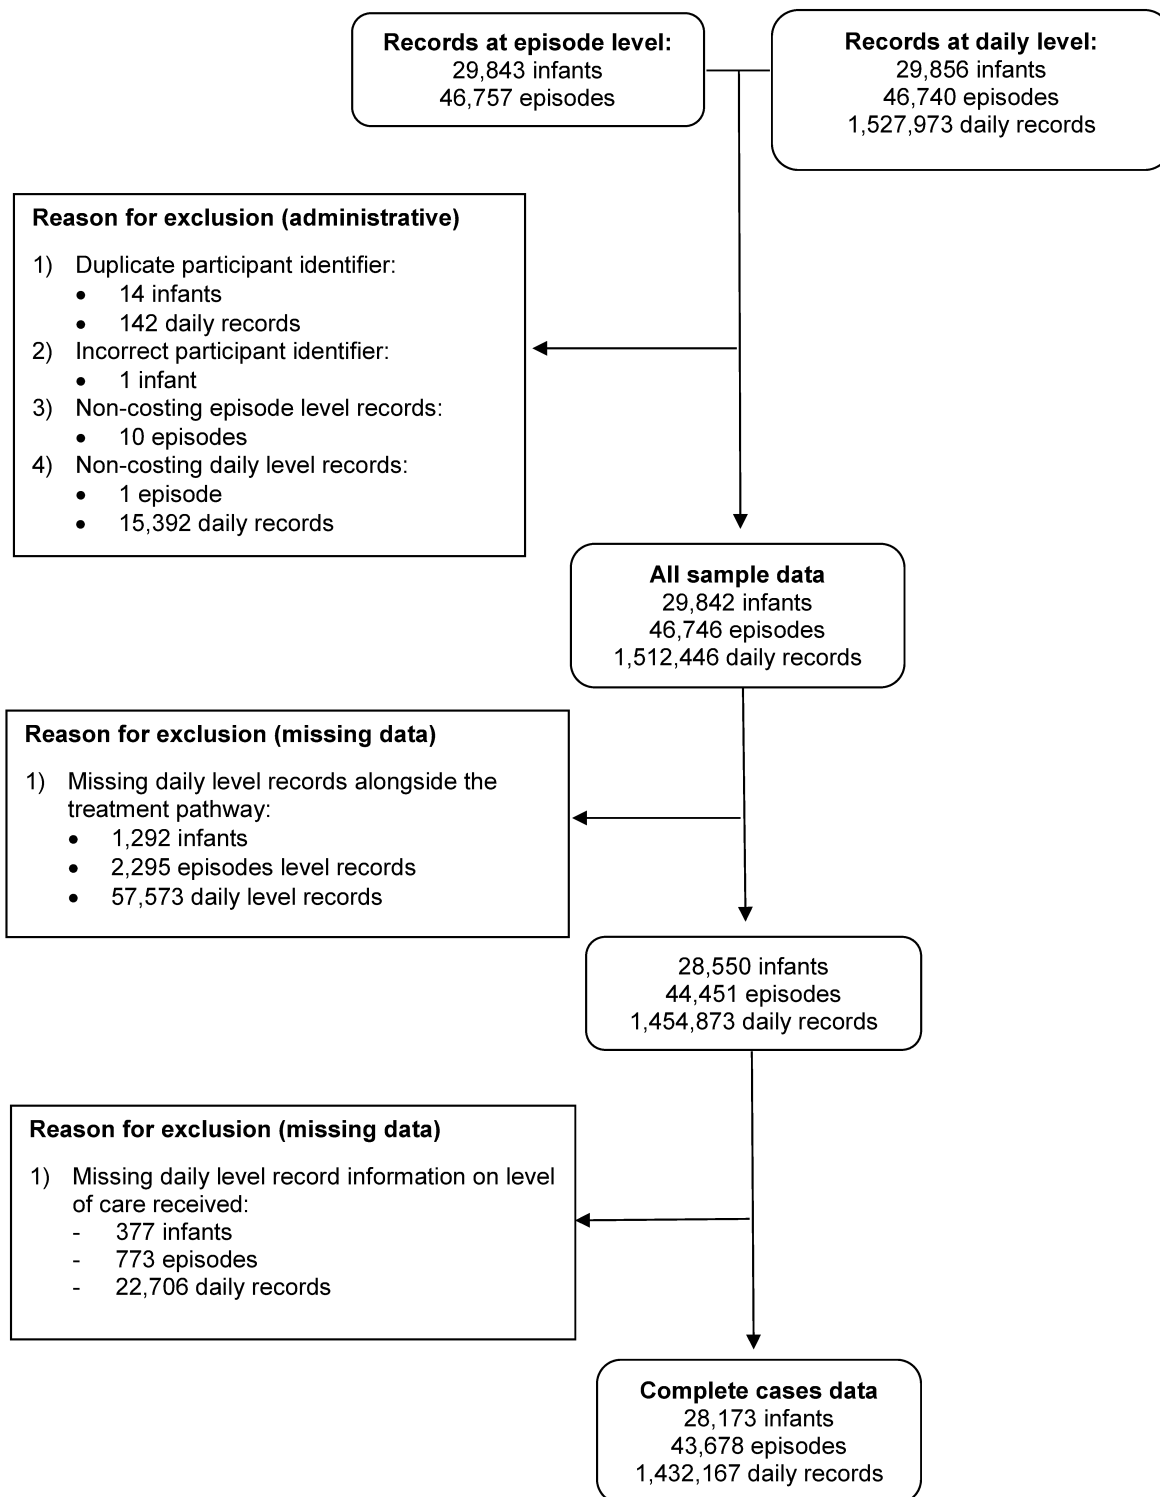 Records at episode level:
29,843 infants
46,757 episodes
Records at daily level:
29,856 infants
46,740 episodes
1,527,973 daily records
Reason for exclusion (administrative)
1) Duplicate participant identifier:
• 14 infants
• 142 daily records
2) Incorrect participant identifier:
• 1 infant
3) Non-costing episode level records:
• 10 episodes
4) Non-costing daily level records:
• 1 episode
• 15,392 daily records
All sample data
29,842 infants
46,746 episodes
1,512,446 daily records
Reason for exclusion (missing data)
1) Missing daily level records alongside the
treatment pathway:
• 1,292 infants
• 2,295 episodes level records
• 57,573 daily level records
28,550 infants
44,451 episodes
1,454,873 daily records
Reason for exclusion (missing data)
1) Missing daily level record information on level
of care received:
- 377 infants
- 773 episodes
- 22,706 daily records
Complete cases data
28,173 infants
43,678 episodes
1,432,167 daily records